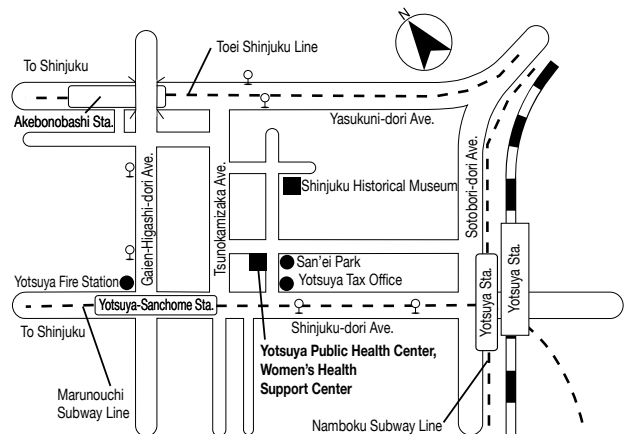 N
Toei Shinjuku Line
To Shinjuku
Akebonobashi Sta.
Yasukuni-dori Ave.
Gaien-Higashi-dori Ave.
Tsunokamizaka Ave.
Sotobori-dori Ave.
Shinjuku Historical Museum
San'ei Park
Yotsuya Tax Office
Yotsuya Fire Station
Yotsuya-Sanchome Sta.
Yotsuya Sta.
Yotsuya Sta.
To Shinjuku
Shinjuku-dori Ave.
Yotsuya Public Health Center,
Women's Health
Support Center
Marunouchi
Subway Line
Namboku Subway Line